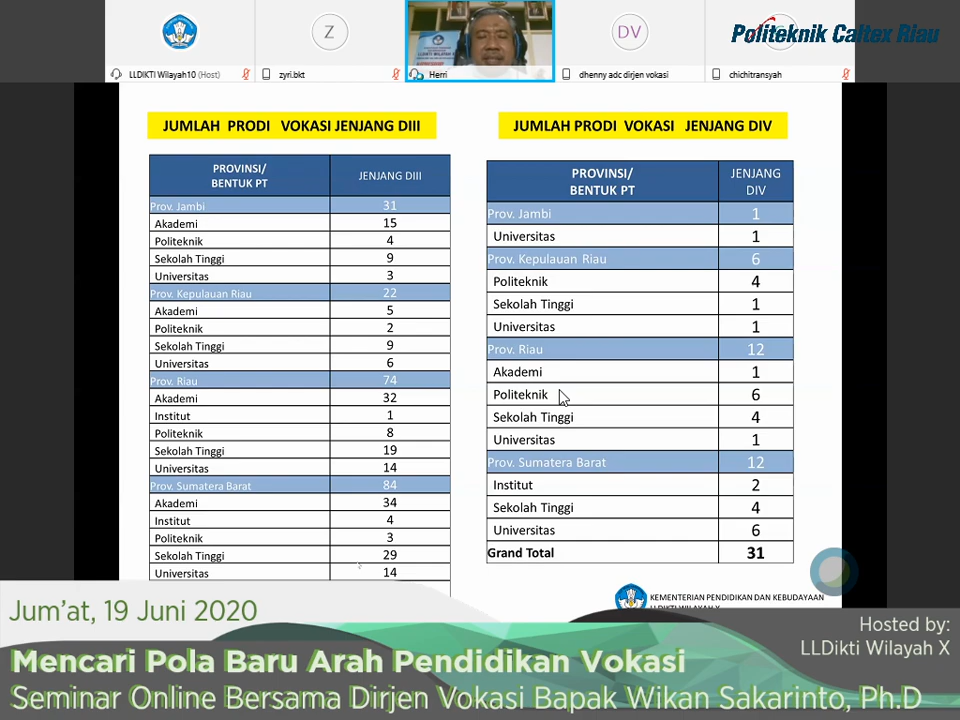 Z
DV
Politeknik Caltex Riau
LLDIKTI Wilayah10 (Host)
zyri.bkt
Herri
dhenny adc dirjen vokasi
chichitransyah
JUMLAH PRODI VOKASI JENJANG DIII
PROVINSI/
BENTUK PT
JENJANG DIII
Prov. Jambi 31
Akademi 15
Politeknik 4
Sekolah Tinggi 9
Universitas 3
Prov. Kepulauan Riau 22
Akademi 5
Politeknik 2
Sekolah Tinggi 9
Universitas 6
Prov. Riau 74
Akademi 32
Institut 1
Politeknik 8
Sekolah Tinggi 19
Universitas 14
Prov. Sumatera Barat 84
Akademi 34
Institut 4
Politeknik 3
Sekolah Tinggi 29
Universitas 14
JUMLAH PRODI VOKASI JENJANG DIV
PROVINSI/
BENTUK PT
JENJANG
DIV
Prov. Jambi 1
Universitas 1
Prov. Kepulauan Riau 6
Politeknik 4
Sekolah Tinggi 1
Universitas 1
Prov. Riau 12
Akademi 1
Politeknik 6
Sekolah Tinggi 4
Universitas 1
Prov. Sumatera Barat 12
Institut 2
Sekolah Tinggi 4
Universitas 6
Grand Total 31
KEMENTERIAN PENDIDIKAN DAN KEBUDAYAAN
LLDIKTI WILAYAH X
Jum'at, 19 Juni 2020
Hosted by:
LLDikti Wilayah X
Mencari Pola Baru Arah Pendidikan Vokasi
Seminar Online Bersama Dirjen Vokasi Bapak Wikan Sakarinto, Ph.D